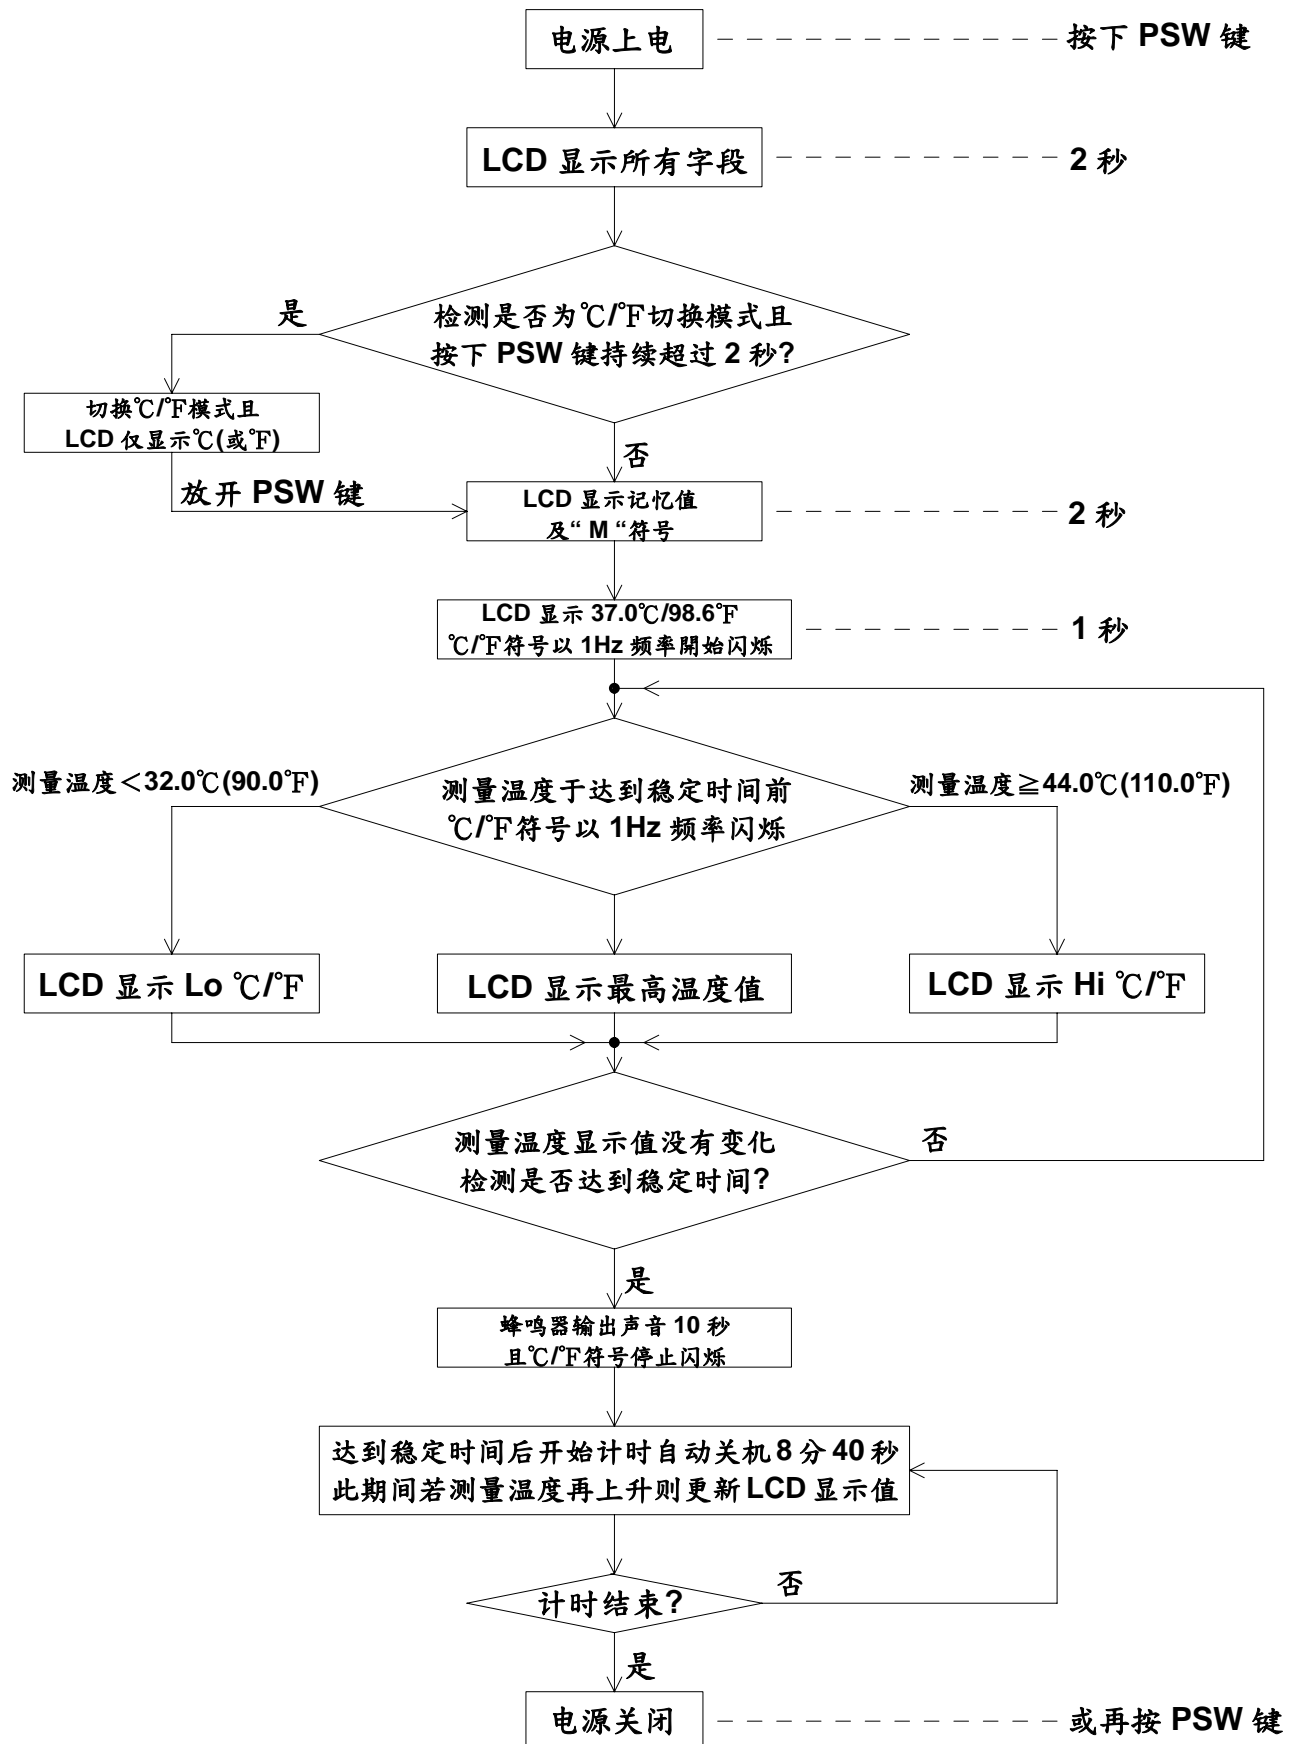 电源上电
按下 PSW 键
LCD 显示所有字段
2 秒
是
检测是否为℃/℉切换模式且
按下 PSW 键持续超过 2 秒?
切换℃/℉模式且
LCD 仅显示℃(或℉)
否
放开 PSW 键
LCD 显示记忆值
及“ M “符号
2 秒
LCD 显示 37.0℃/98.6℉
℃/℉符号以 1Hz 频率開始闪烁
1 秒
测量温度＜32.0℃(90.0℉)
测量温度于达到稳定时间前
℃/℉符号以 1Hz 频率闪烁
测量温度≧44.0℃(110.0℉)
LCD 显示 Lo ℃/℉
LCD 显示最高温度值
LCD 显示 Hi ℃/℉
测量温度显示值没有变化
检测是否达到稳定时间?
否
是
蜂鸣器输出声音 10 秒
且℃/℉符号停止闪烁
达到稳定时间后开始计时自动关机 8 分 40 秒
此期间若测量温度再上升则更新 LCD 显示值
计时结束?
否
是
电源关闭
或再按 PSW 键